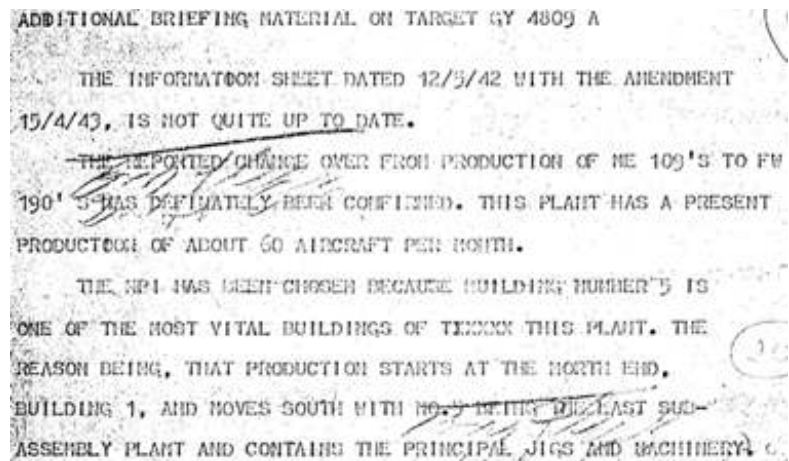 ADDITIONAL BRIEFING MATERIAL ON TARGET GY 4809 A
THE INFORMATOON SHEET DATED 12/5/42 WITH THE AMENDMENT
15/4/43, IS NOT QUITE UP TO DATE.
THE REPORTED/CHANGE OVER FROM PRODUCTION OF ME 109'S TO FW
190'S HAS DEFINATELY BEEN CONFIRMED. THIS PLANT HAS A PRESENT
PRODUCTOON OF ABOUT 60 AIRCRAFT PER MONTH.
THE MPI HAS BEEN CHOSEN BECAUSE BUILDING NUMBER 5 IS
ONE OF THE MOST VITAL BUILDINGS OF TXXXXX THIS PLANT. THE
REASON BEING, THAT PRODUCTION STARTS AT THE NORTH END,
BUILDING 1, AND MOVES SOUTH WITH NO.5 BEING THE LAST SUB-
ASSEMBLY PLANT AND CONTAINS THE PRINCIPAL JIGS AND MACHINERY.